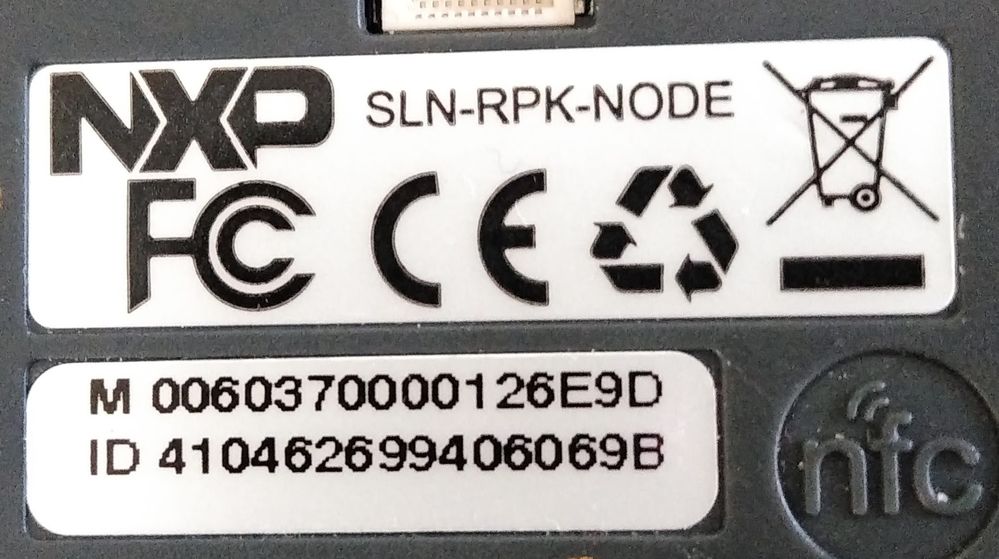 NXP SLN-RPK-NODE
FC CE
M 0060370000126E9D
ID 410462699406069B
nfc